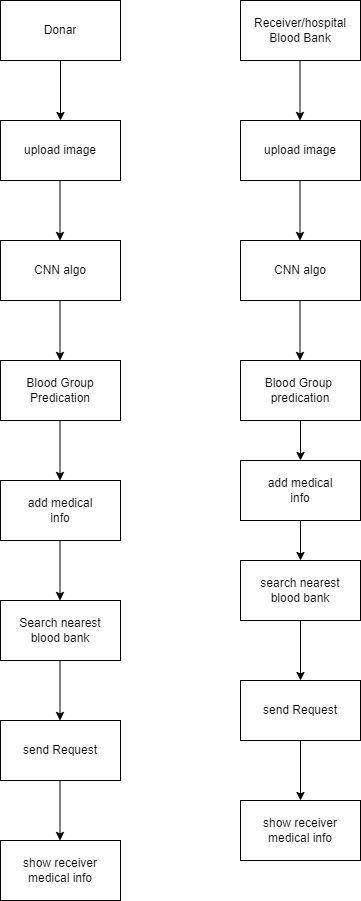 Donar
upload image
CNN algo
Blood Group
Predication
add medical
info
Search nearest
blood bank
send Request
show receiver
medical info
Receiver/hospital
Blood Bank
upload image
CNN algo
Blood Group
predication
add medical
info
search nearest
blood bank
send Request
show receiver
medical info